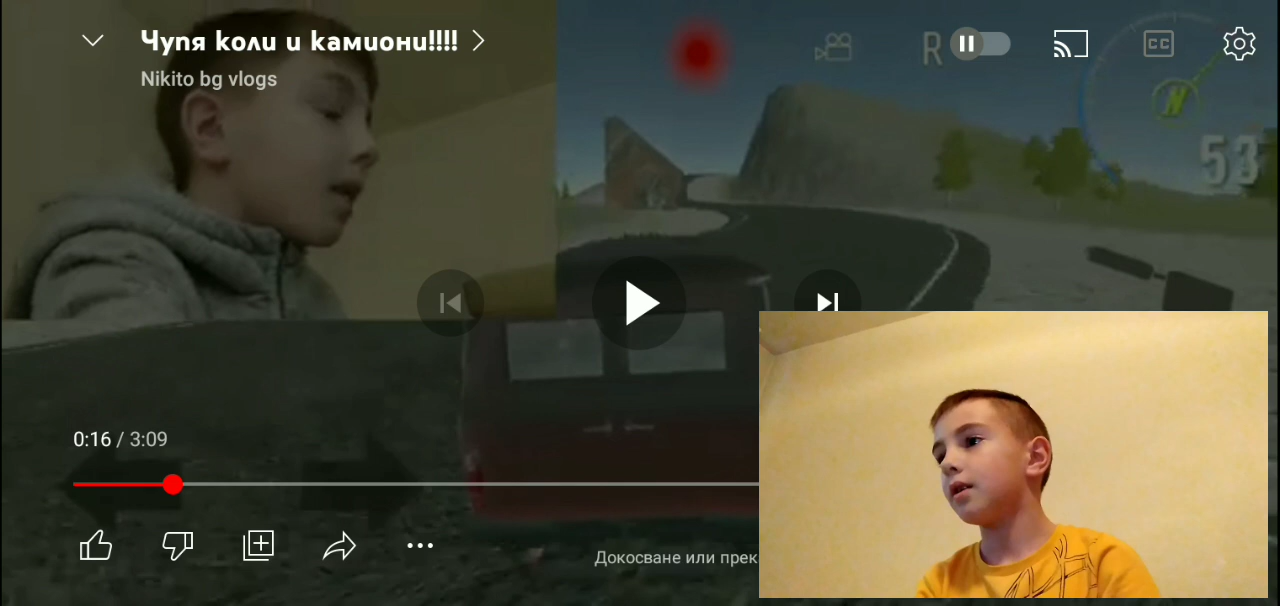 Чупя коли и камиони!!!!
Nikito bg vlogs
R
CC
N
53
0:16 / 3:09
Докосване или прек